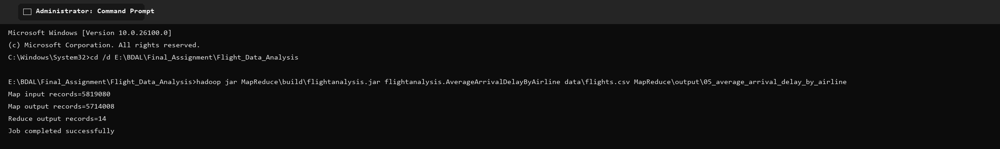 Administrator: Command Prompt
Microsoft Windows [Version 10.0.26100.0]
(c) Microsoft Corporation. All rights reserved.
C:\Windows\System32>cd /d E:\BDAL\Final_Assignment\Flight_Data_Analysis
E:\BDAL\Final_Assignment\Flight_Data_Analysis>hadoop jar MapReduce\build\flightanalysis.jar flightanalysis.AverageArrivalDelayByAirline data\flights.csv MapReduce\output\05_average_arrival_delay_by_airline
Map input records=5819080
Map output records=5714008
Reduce output records=14
Job completed successfully